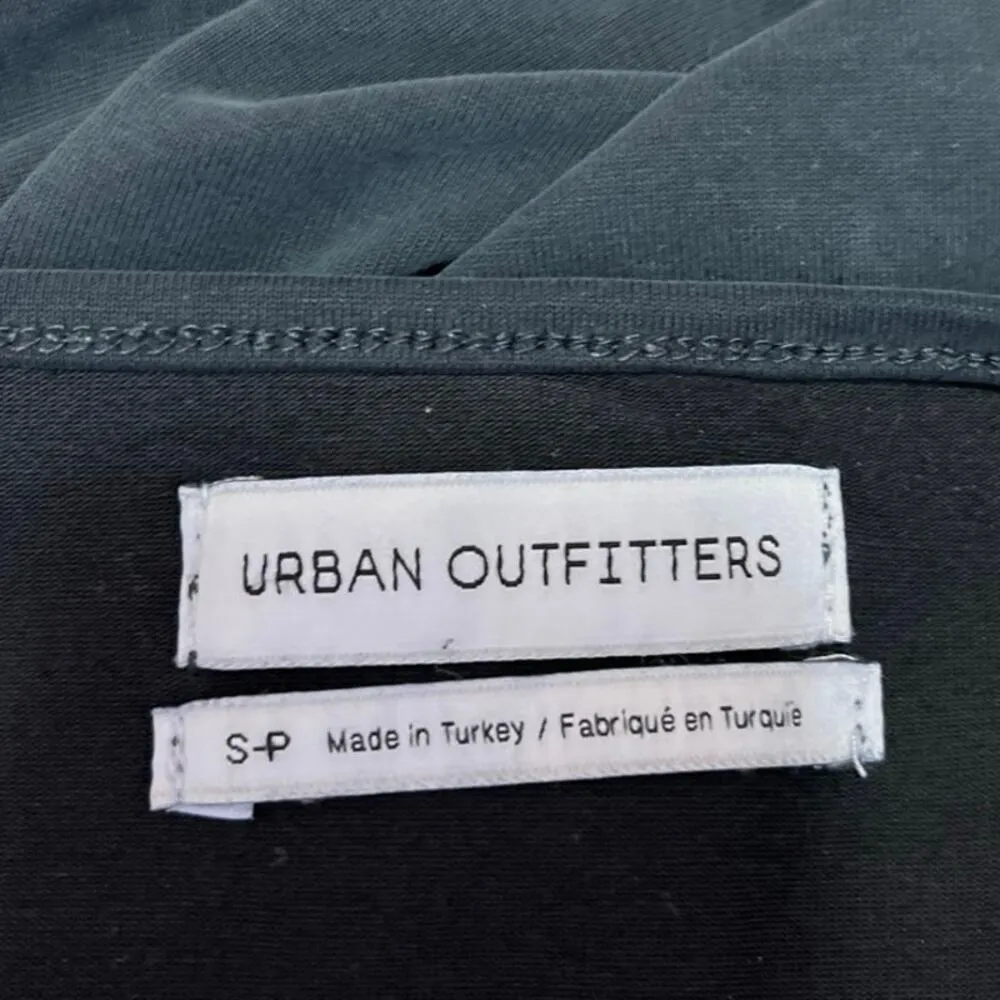 URBAN OUTFITTERS
S-P Made in Turkey / Fabriqué en Turquie